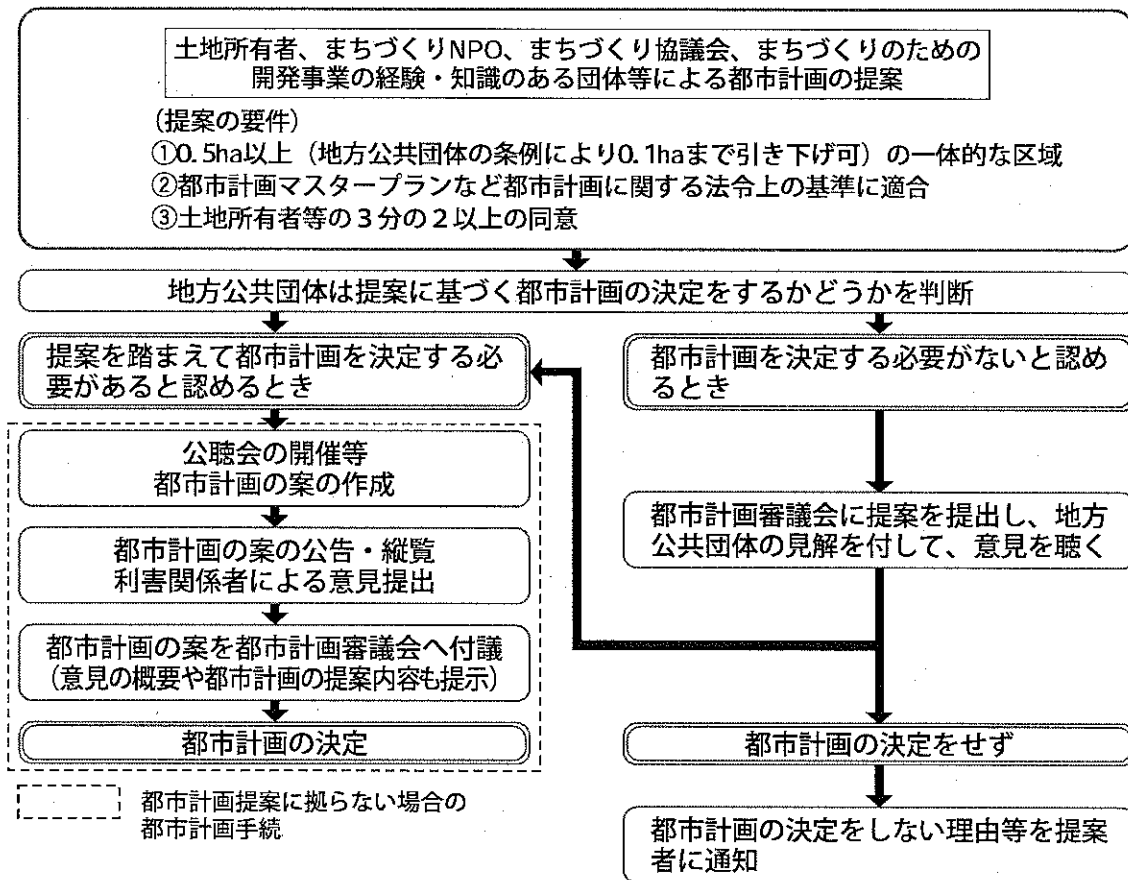 土地所有者、まちづくりNPO、まちづくり協議会、まちづくりのための
開発事業の経験・知識のある団体等による都市計画の提案
(提案の要件)
①0.5ha以上（地方公共団体の条例により0.1haまで引き下げ可）の一体的な区域
②都市計画マスタープランなど都市計画に関する法令上の基準に適合
③土地所有者等の３分の２以上の同意
地方公共団体は提案に基づく都市計画の決定をするかどうかを判断
提案を踏まえて都市計画を決定する必
要があると認めるとき
都市計画を決定する必要がないと認め
るとき
公聴会の開催等
都市計画の案の作成
都市計画審議会に提案を提出し、地方
公共団体の見解を付して、意見を聴く
都市計画の案の公告・縦覧
利害関係者による意見提出
都市計画の案を都市計画審議会へ付議
（意見の概要や都市計画の提案内容も提示）
都市計画の決定
都市計画の決定をせず
都市計画提案に拠らない場合の
都市計画手続
都市計画の決定をしない理由等を提案
者に通知